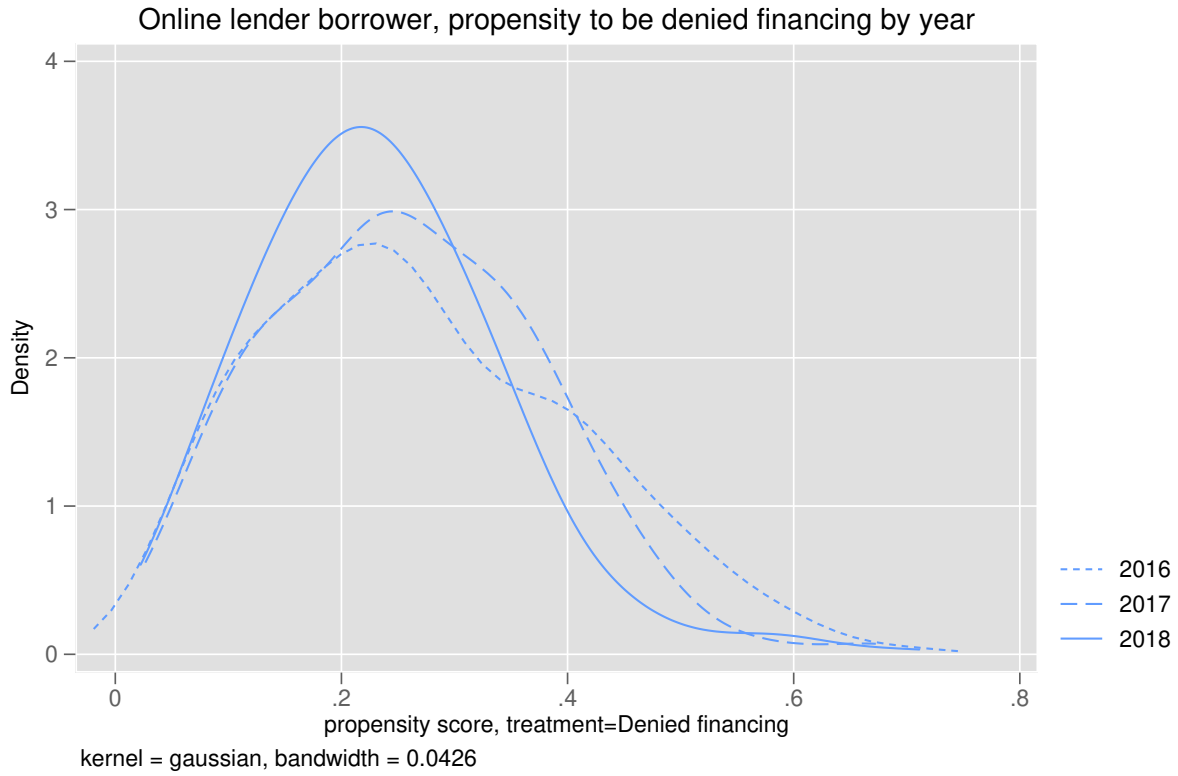 Online lender borrower, propensity to be denied financing by year
4
3
2
1
0
Density
0 .2 .4 .6 .8
propensity score, treatment=Denied financing
kernel = gaussian, bandwidth = 0.0426
2016
2017
2018